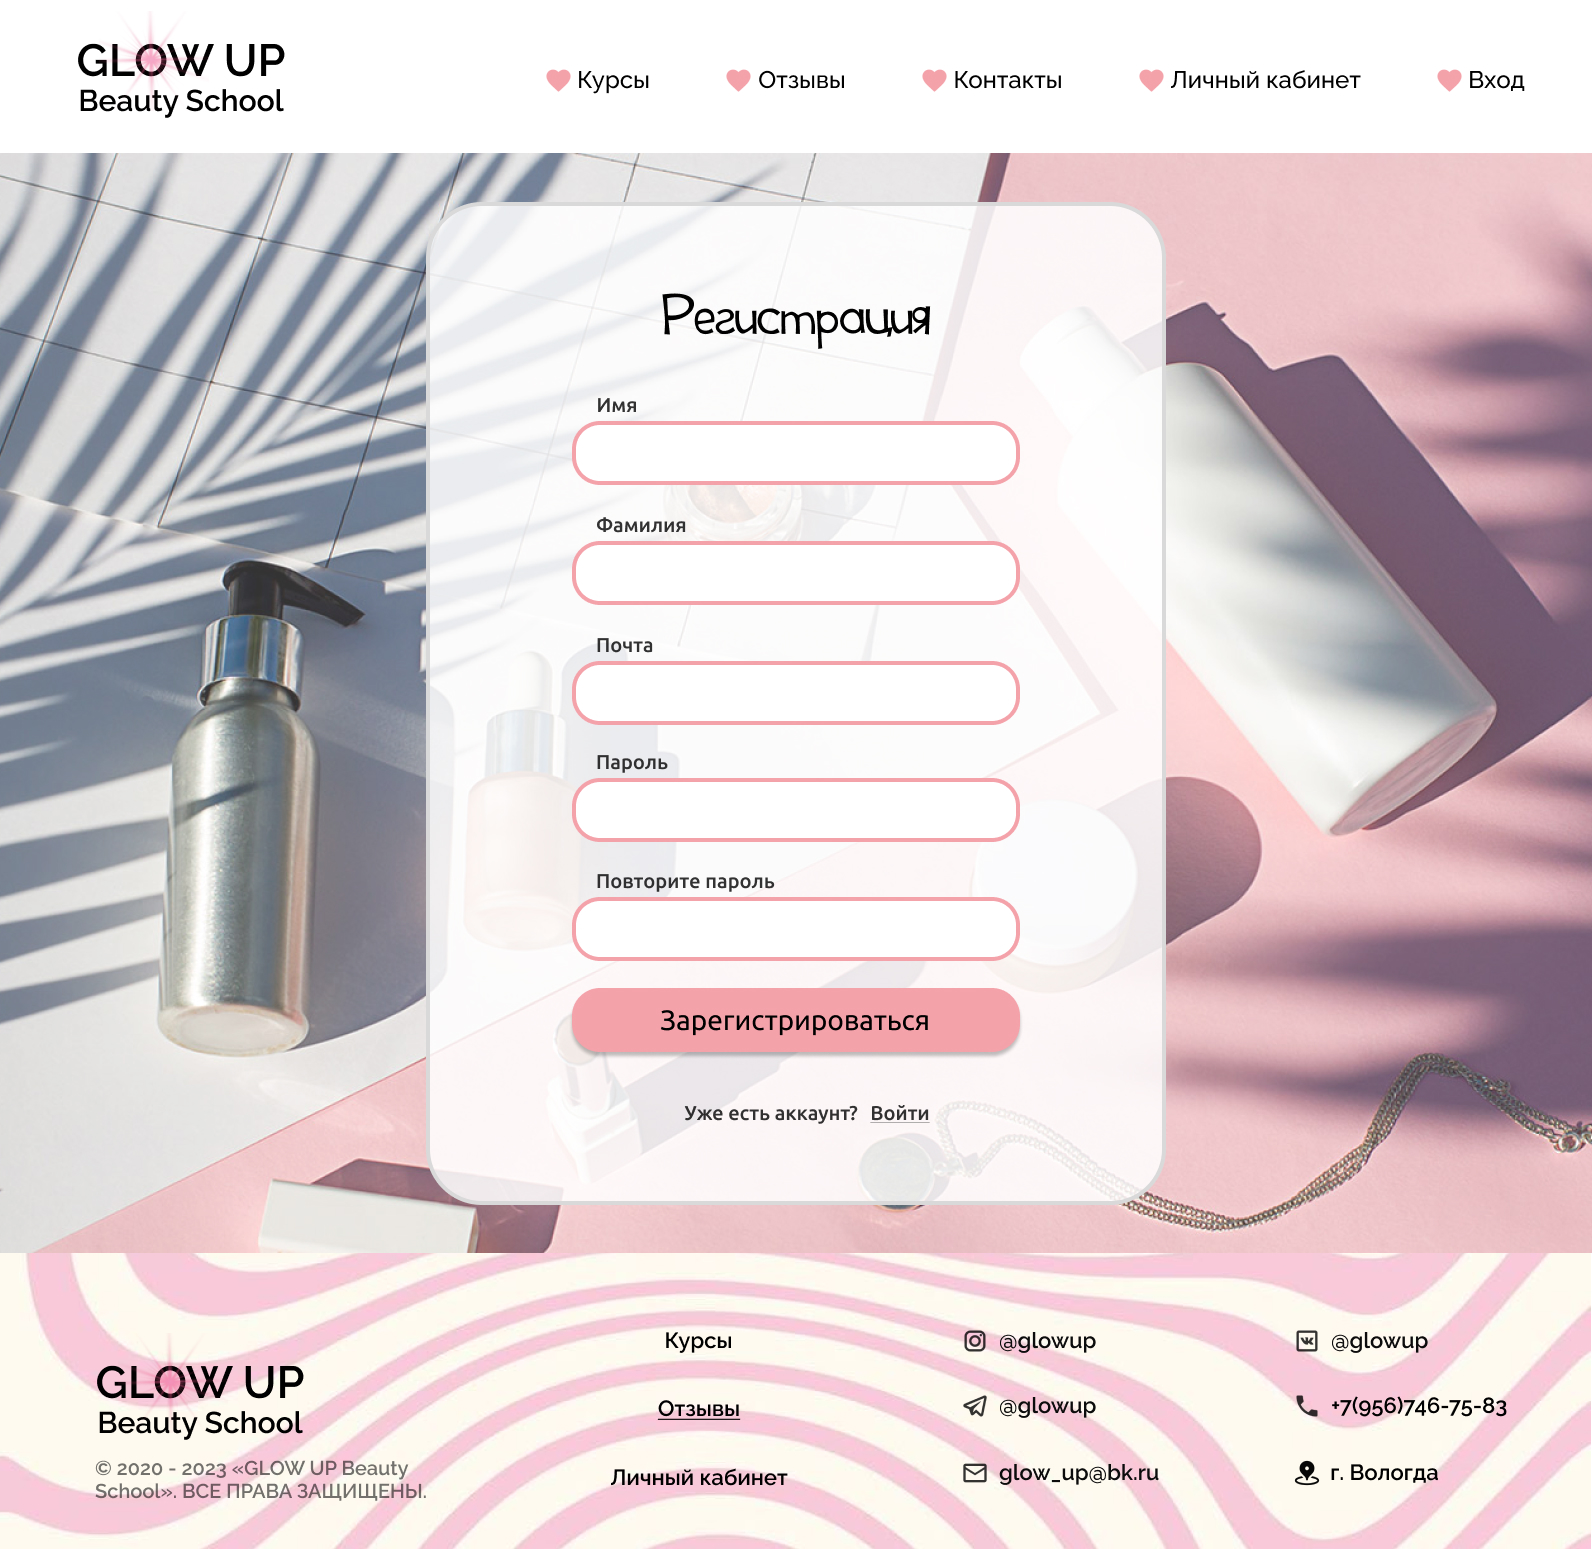 GLOW UP
Beauty School
Курсы
Отзывы
Контакты
Личный кабинет
Вход
Регистрация
Имя
Фамилия
Почта
Пароль
Повторите пароль
Зарегистрироваться
Уже есть аккаунт? Войти
GLOW UP
Beauty School
© 2020 - 2023 «GLOW UP Beauty
School». ВСЕ ПРАВА ЗАЩИЩЕНЫ.
Курсы
Отзывы
Личный кабинет
@glowup
@glowup
glow_up@bk.ru
@glowup
+7(956)746-75-83
г. Вологда